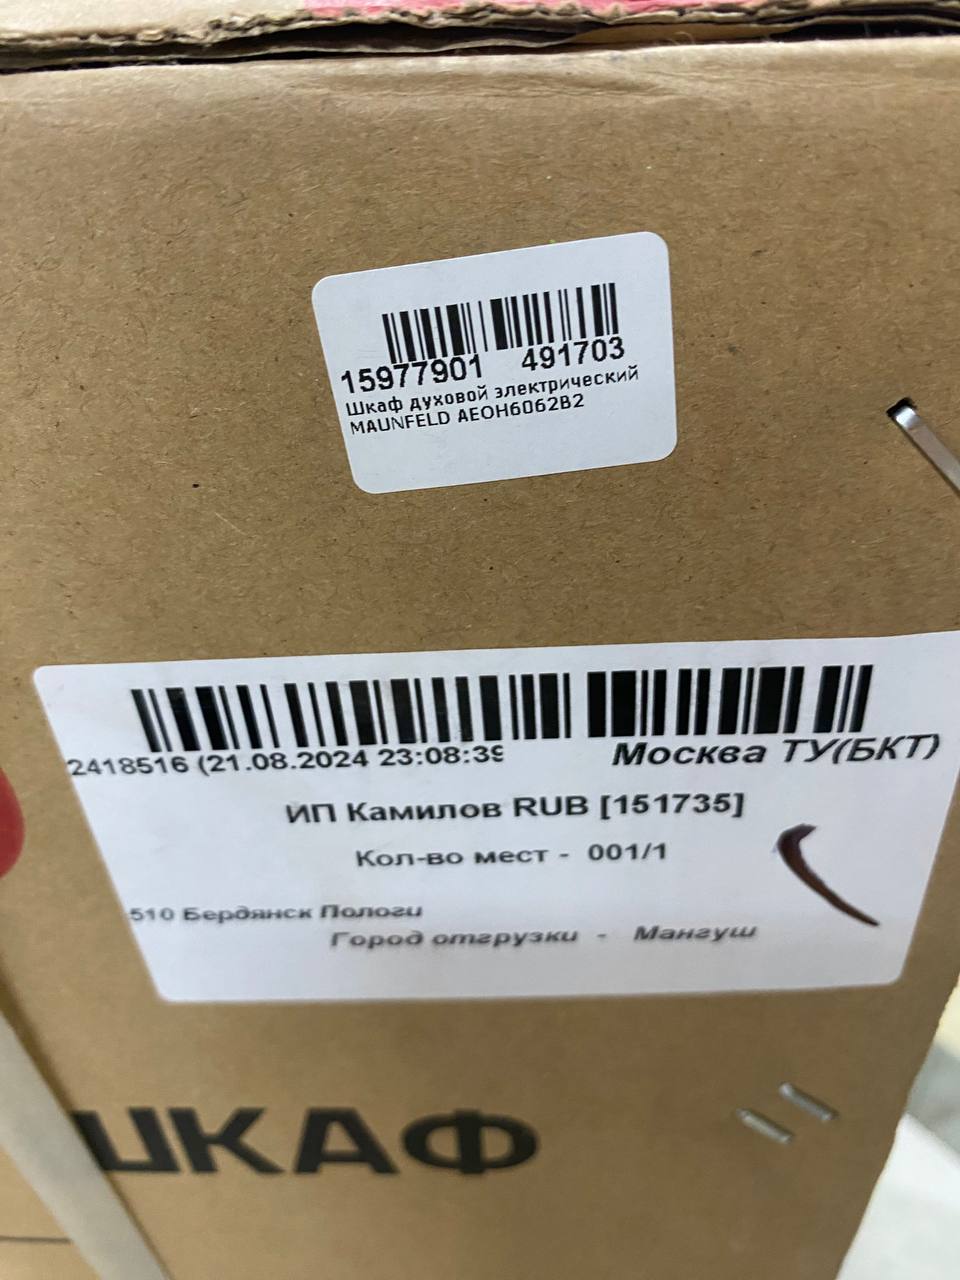 15977901 491703
Шкаф духовой электрический
MAUNFELD AEOH6062B2
2418516 (21.08.2024 23:08:39 Москва ТУ(БКТ)
ИП Камилов RUB [151735]
Кол-во мест - 001/1
510 Бердянск Пологи
Город отгрузки - Мангуш
ШКАФ